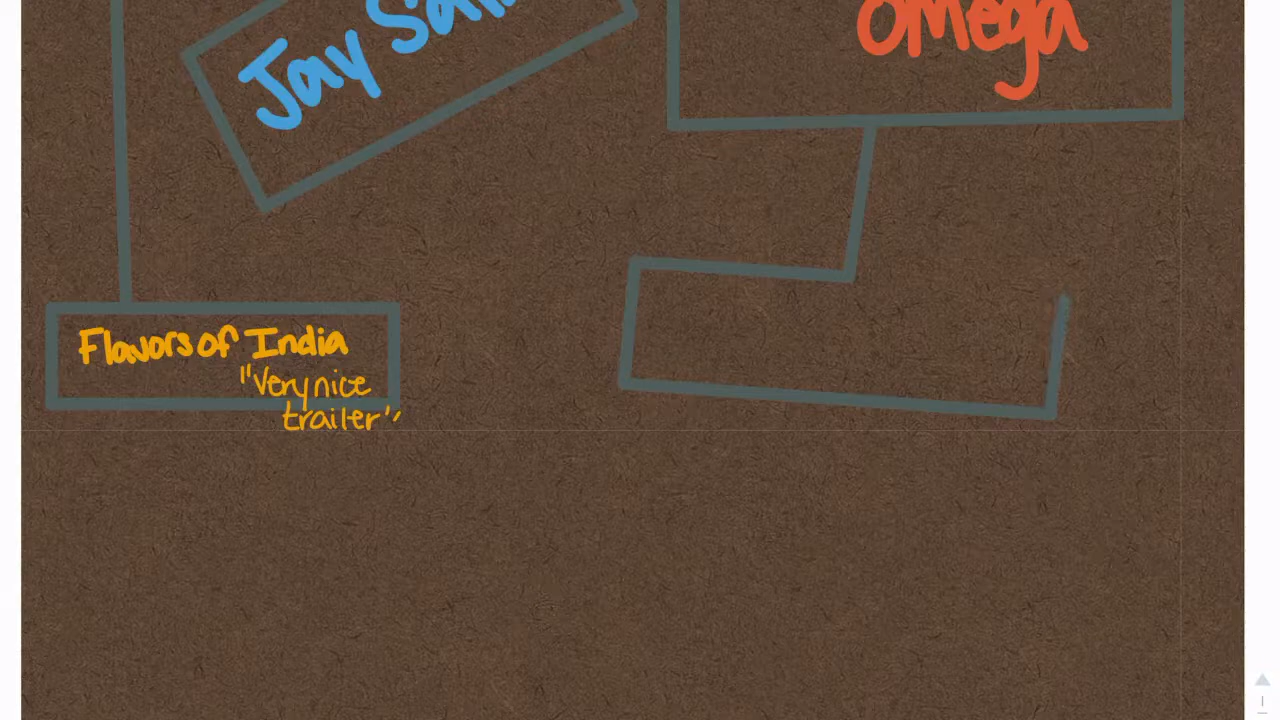 Jay
Omega
Flavors of India
"Very nice
trailer"